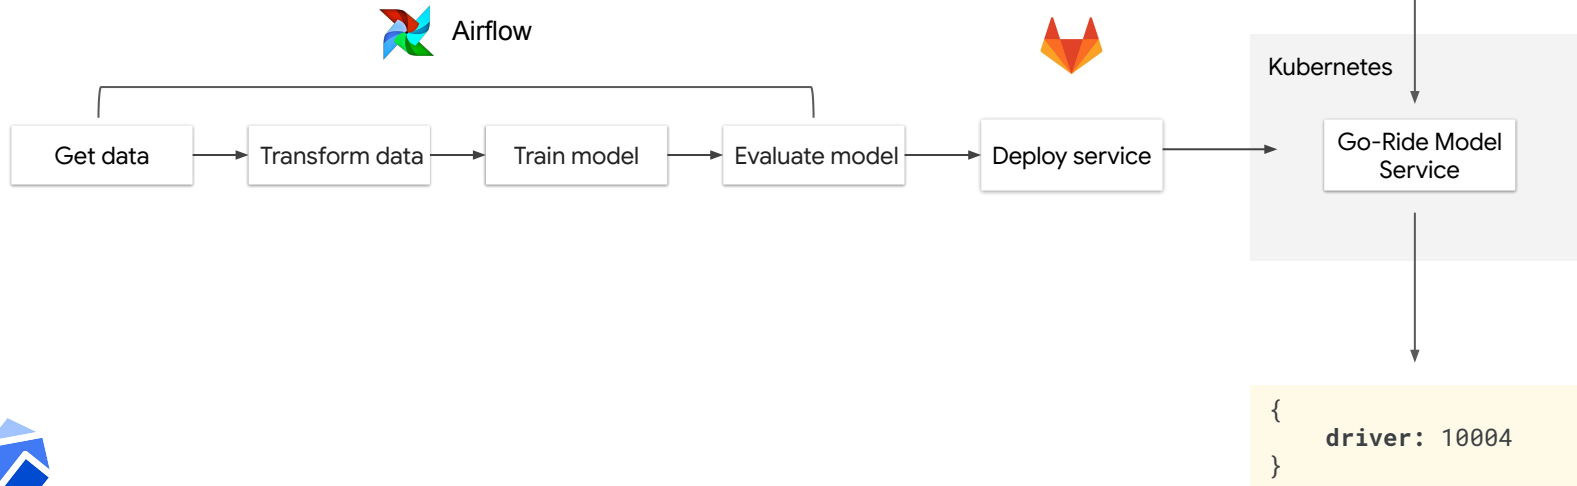 Airflow
Kubernetes
Get data
Transform data
Train model
Evaluate model
Deploy service
Go-Ride Model
Service
{
driver: 10004
}